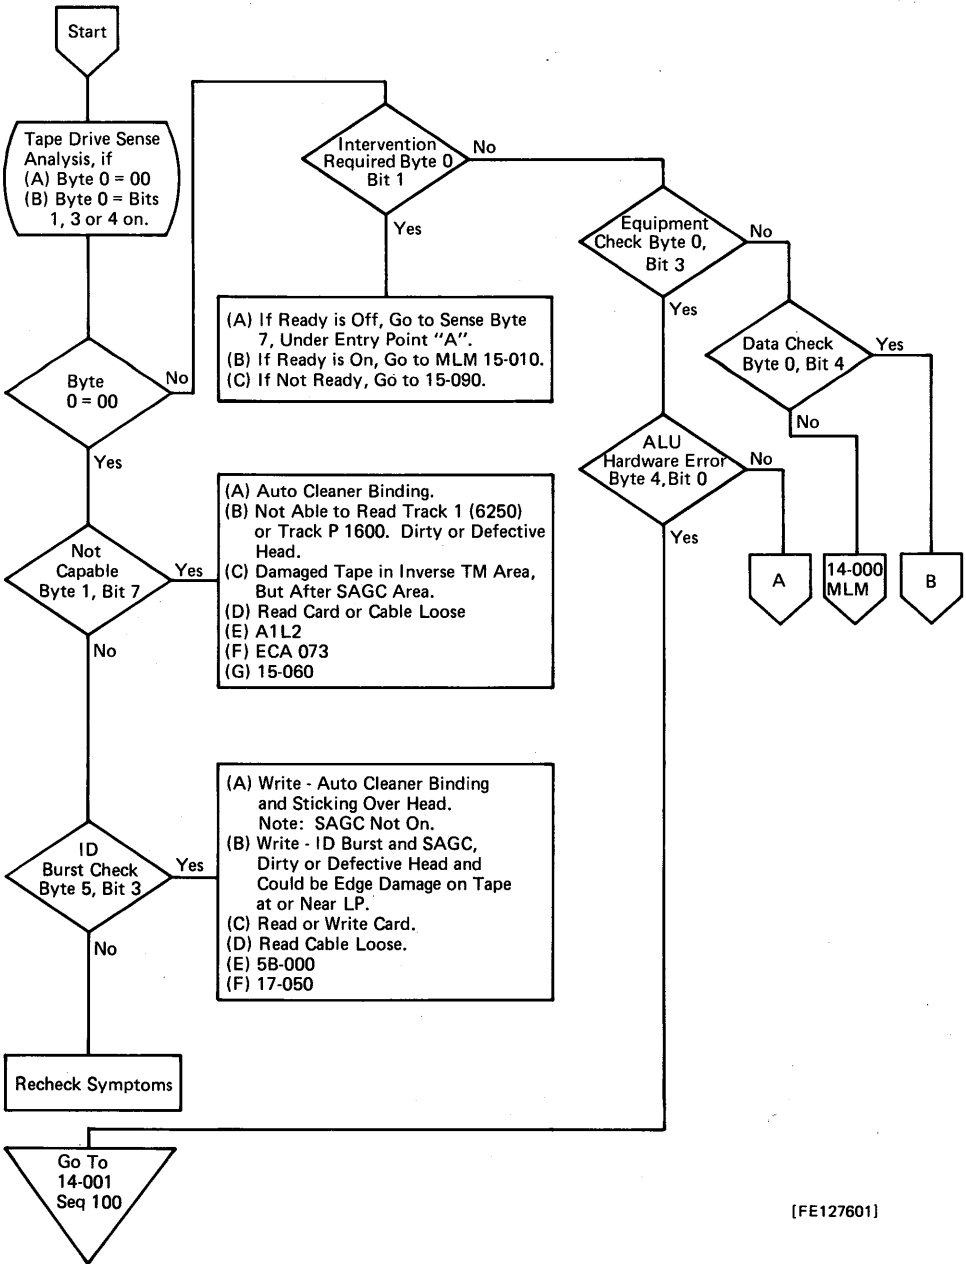 Start
Tape Drive Sense
Analysis, if
(A) Byte 0 = 00
(B) Byte 0 = Bits
1, 3 or 4 on.
Byte
0 = 00
No
Yes
Intervention
Required Byte 0
Bit 1
No
Yes
(A) If Ready is Off, Go to Sense Byte
7, Under Entry Point "A".
(B) If Ready is On, Go to MLM 15-010.
(C) If Not Ready, Go to 15-090.
Equipment
Check Byte 0,
Bit 3
No
Yes
Data Check
Byte 0, Bit 4
Yes
No
ALU
Hardware Error
Byte 4, Bit 0
No
Yes
A
14-000
MLM
B
Not
Capable
Byte 1, Bit 7
Yes
No
(A) Auto Cleaner Binding.
(B) Not Able to Read Track 1 (6250)
or Track P 1600. Dirty or Defective
Head.
(C) Damaged Tape in Inverse TM Area,
But After SAGC Area.
(D) Read Card or Cable Loose
(E) A1L2
(F) ECA 073
(G) 15-060
ID
Burst Check
Byte 5, Bit 3
Yes
No
(A) Write - Auto Cleaner Binding
and Sticking Over Head.
Note: SAGC Not On.
(B) Write - ID Burst and SAGC,
Dirty or Defective Head and
Could be Edge Damage on Tape
at or Near LP.
(C) Read or Write Card.
(D) Read Cable Loose.
(E) 5B-000
(F) 17-050
Recheck Symptoms
Go To
14-001
Seq 100
[FE127601]